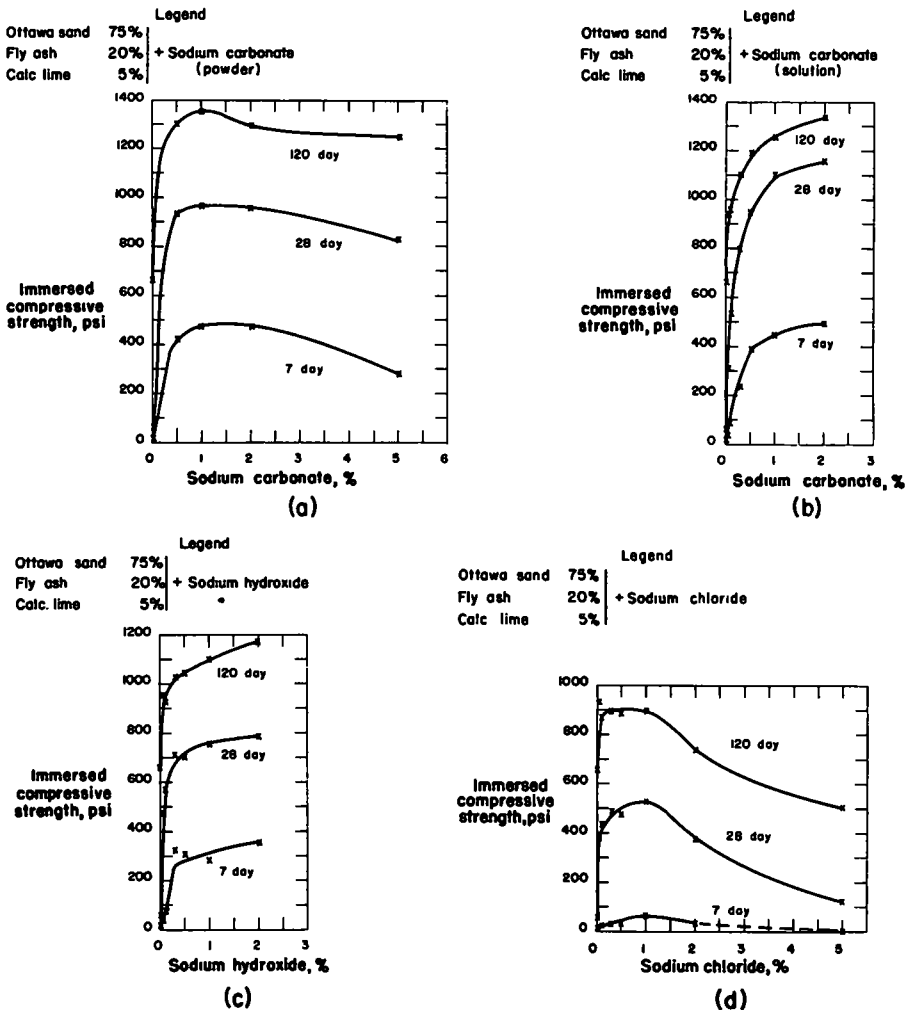 Legend
Ottawa sand 75%
Fly ash 20% + Sodium carbonate
(powder)
Calc lime 5%
1400
1200
1000
800
600
400
200
0
120 day
28 day
7 day
Immersed
compressive
strength, psi
0 1 2 3 4 5 6
Sodium carbonate, %
(a)
Legend
Ottawa sand 75%
Fly ash 20% + Sodium carbonate
(solution)
Calc lime 5%
1400
1200
1000
800
600
400
200
0
120 day
28 day
7 day
Immersed
compressive
strength, psi
0 1 2 3
Sodium carbonate, %
(b)
Legend
Ottawa sand 75%
Fly ash 20% + Sodium hydroxide
Calc. lime 5%
1200
1000
800
600
400
200
0
120 day
28 day
7 day
Immersed
compressive
strength, psi
0 1 2 3
Sodium hydroxide, %
(c)
Legend
Ottawa sand 75%
Fly ash 20% + Sodium chloride
Calc lime 5%
1000
800
600
400
200
0
120 day
28 day
7 day
Immersed
compressive
strength,psi
0 1 2 3 4 5
Sodium chloride, %
(d)